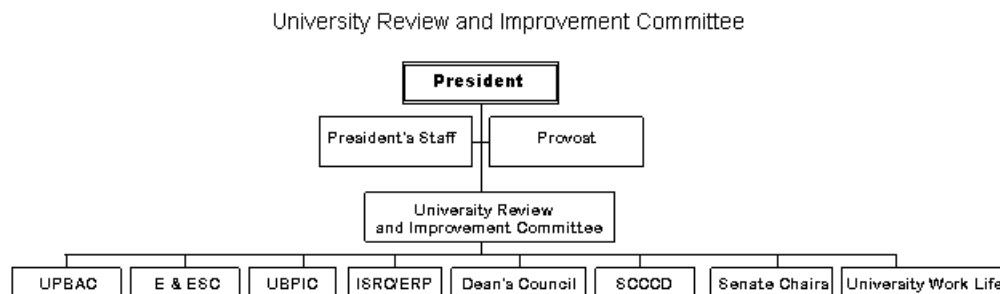 University Review and Improvement Committee
President
President's Staff
Provost
University Review
and Improvement Committee
UPBAC
E & ESC
UBPIC
ISRC/ERP
Dean's Council
SCCCD
Senate Chairs
University Work Life